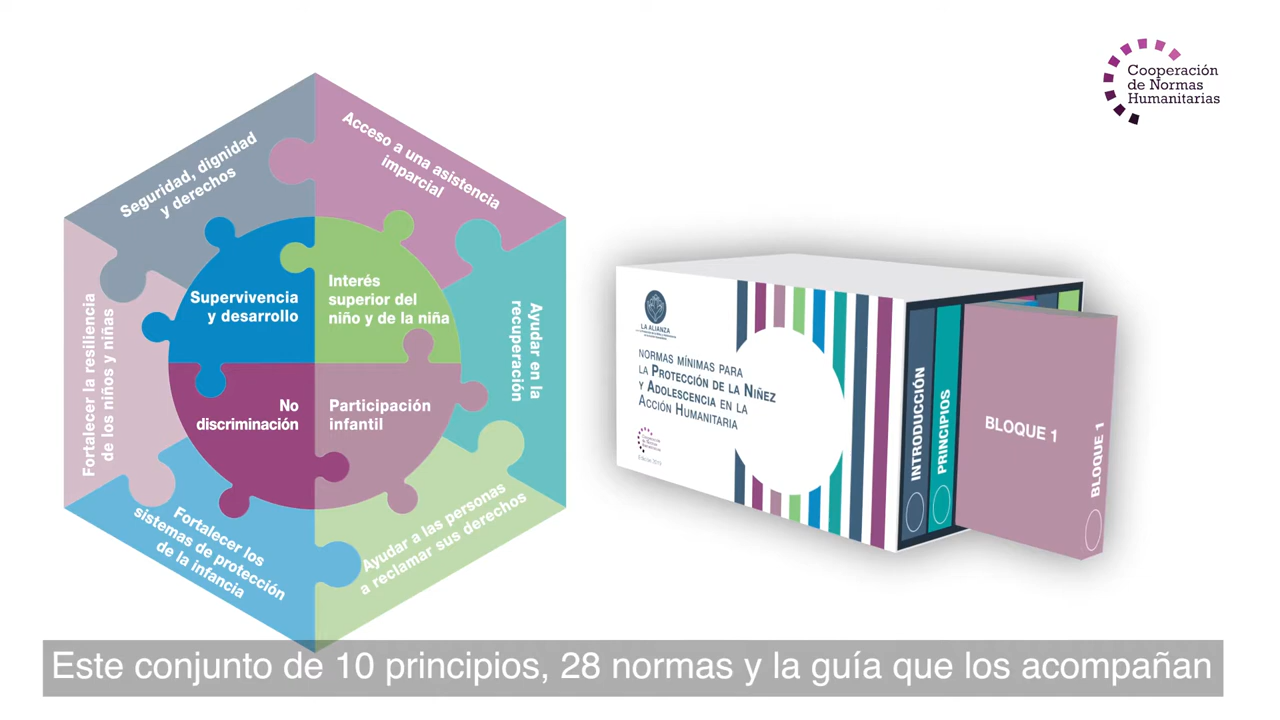 Cooperación
de Normas
Humanitarias
Seguridad, dignidad
y derechos
Acceso a una asistencia
imparcial
Supervivencia
y desarrollo
Interés
superior del
niño y de la niña
Fortalecer la resiliencia
de los niños y niñas
Ayudar en la
recuperación
No
discriminación
Participación
infantil
Fortalecer los
sistemas de protección
de la infancia
Ayudar a las personas
a reclamar sus derechos
LA ALIANZA
NORMAS MÍNIMAS PARA
LA PROTECCIÓN DE LA NIÑEZ
Y ADOLESCENCIA EN LA
ACCIÓN HUMANITARIA
Cooperación
de Normas
Humanitarias
INTRODUCCIÓN
PRINCIPIOS
BLOQUE 1
BLOQUE 1
Este conjunto de 10 principios, 28 normas y la guía que los acompañan